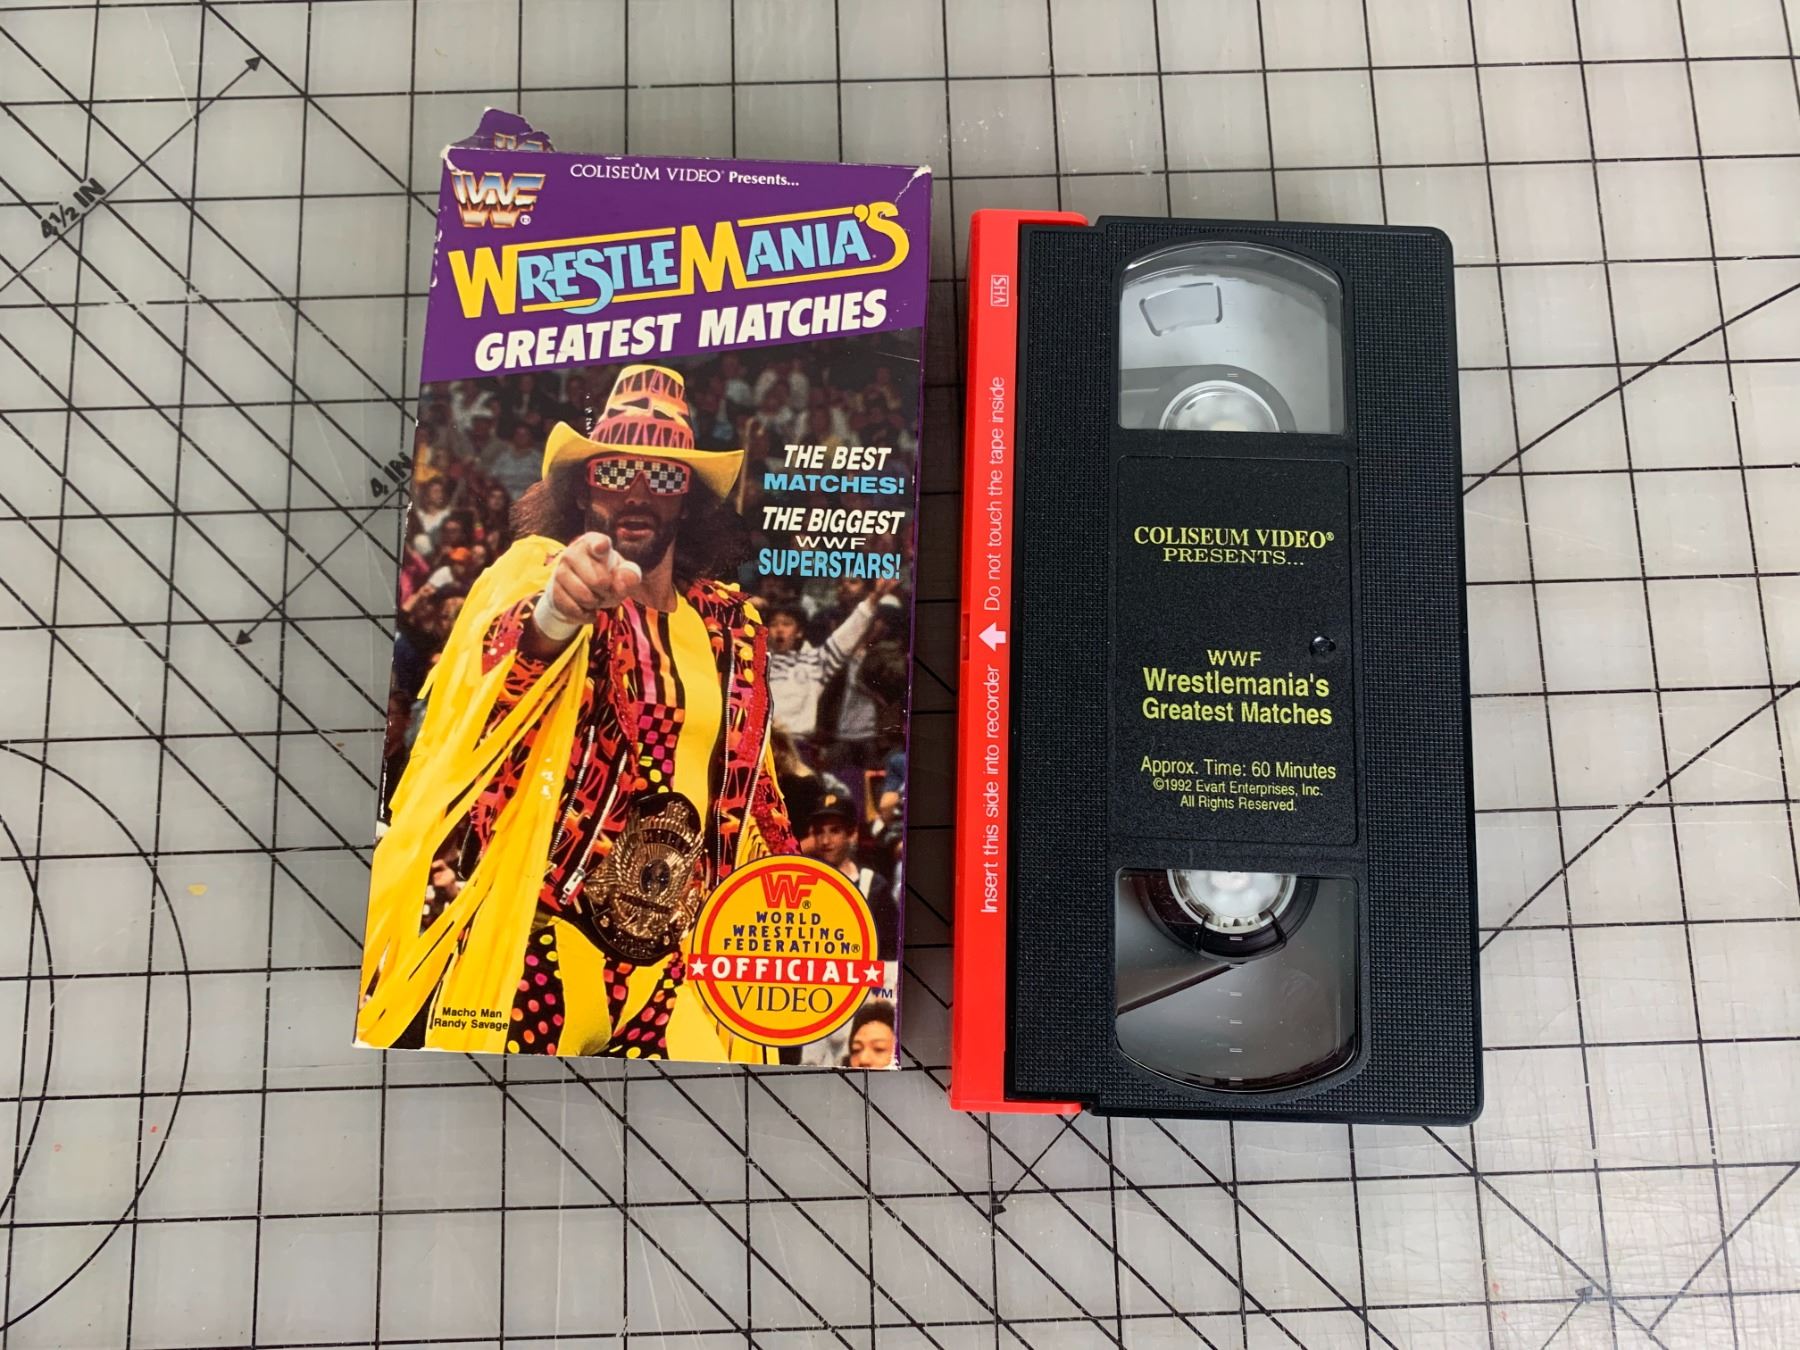 4½ IN
4 IN
WF
COLISEUM VIDEO® Presents...
WRESTLEMANIA'S
GREATEST MATCHES
THE BEST
MATCHES!
THE BIGGEST
WWF
SUPERSTARS!
WF®
WORLD
WRESTLING
FEDERATION®
★OFFICIAL★
VIDEO
TM
Macho Man
Randy Savage
VHS
Insert this side into recorder ⬆ Do not touch the tape inside
COLISEUM VIDEO®
PRESENTS...
WWF
Wrestlemania's
Greatest Matches
Approx. Time: 60 Minutes
©1992 Evart Enterprises, Inc.
All Rights Reserved.